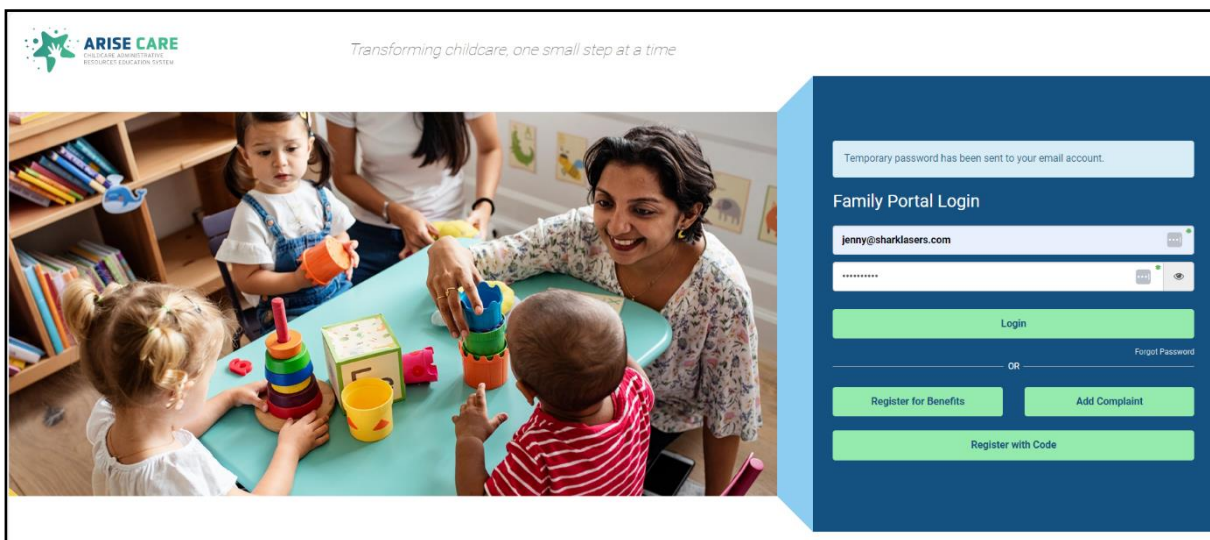 ARISE CARE
CHILDCARE ADMINISTRATIVE
RESOURCES EDUCATION SYSTEM
Transforming childcare, one small step at a time
Temporary password has been sent to your email account.
Family Portal Login
jenny@sharklasers.com
Login
Forgot Password
OR
Register for Benefits
Add Complaint
Register with Code